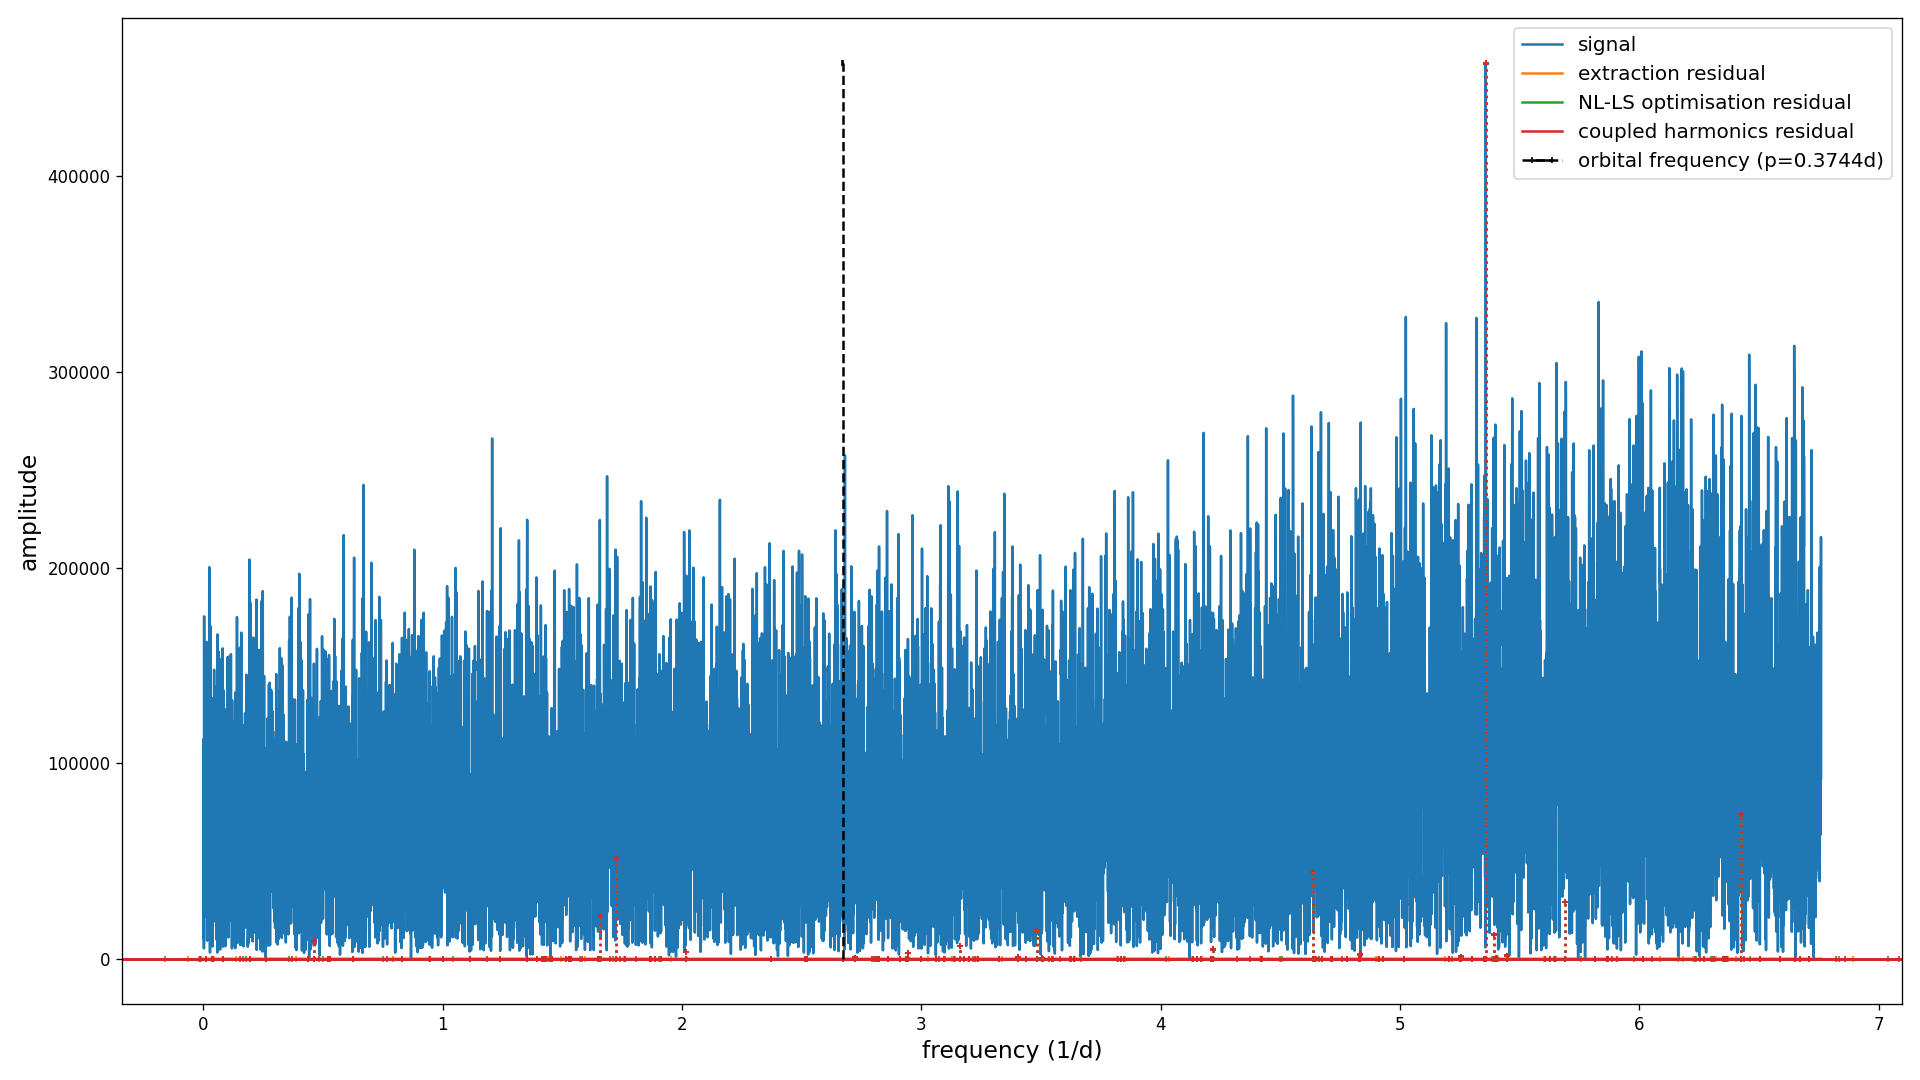 signal
extraction residual
NL-LS optimisation residual
coupled harmonics residual
orbital frequency (p=0.3744d)
400000
300000
200000
100000
0
amplitude
0 1 2 3 4 5 6 7
frequency (1/d)